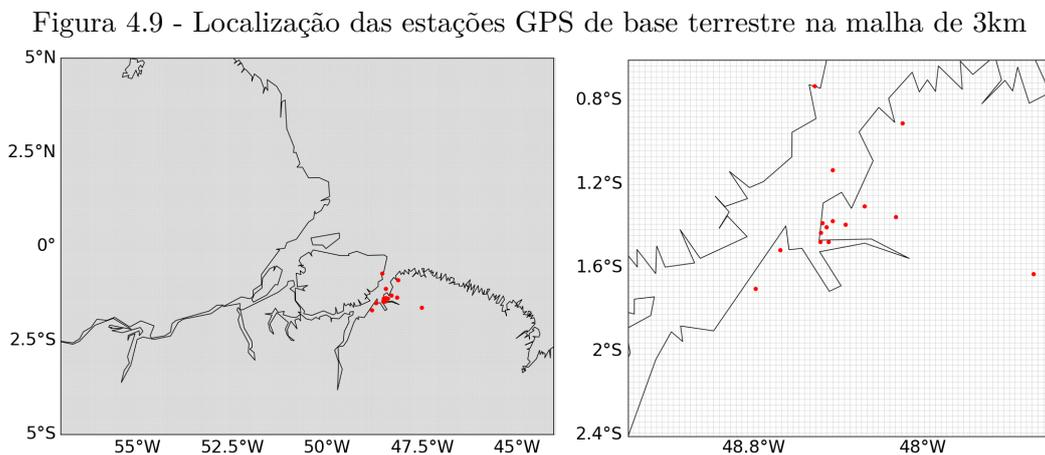 Figura 4.9 - Localização das estações GPS de base terrestre na malha de 3km
5°N
2.5°N
0°
2.5°S
5°S
55°W 52.5°W 50°W 47.5°W 45°W
0.8°S
1.2°S
1.6°S
2°S
2.4°S
48.8°W 48°W